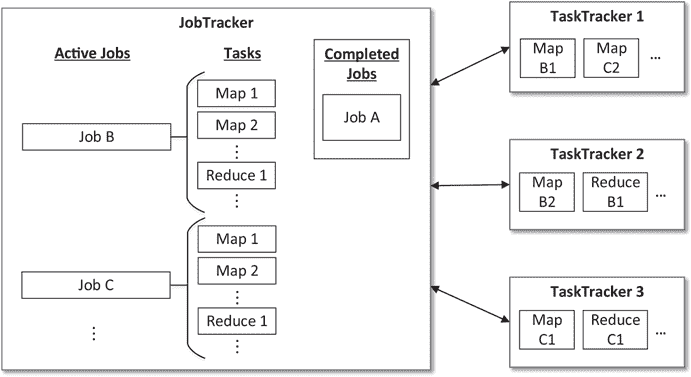 JobTracker
Active Jobs
Tasks
Completed
Jobs
Job A
Job B
Map 1
Map 2
⋮
Reduce 1
⋮
Job C
Map 1
Map 2
⋮
Reduce 1
⋮
⋮
TaskTracker 1
Map
B1
Map
C2
...
TaskTracker 2
Map
B2
Reduce
B1
...
TaskTracker 3
Map
C1
Reduce
C1
...